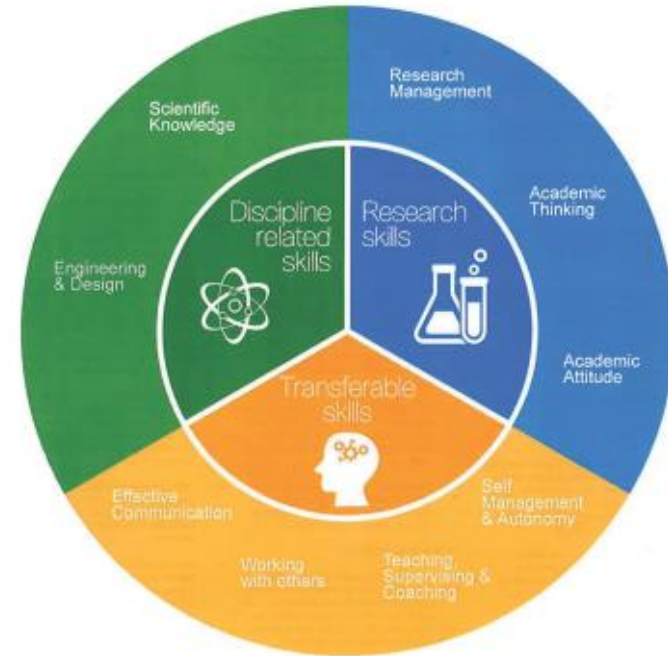 Scientific
Knowledge
Engineering
& Design
Discipline
related
skills
Research
Management
Academic
Thinking
Academic
Attitude
Research
skills
Transferable
skills
Effective
Communication
Working
with others
Teaching,
Supervising &
Coaching
Self
Management
& Autonomy